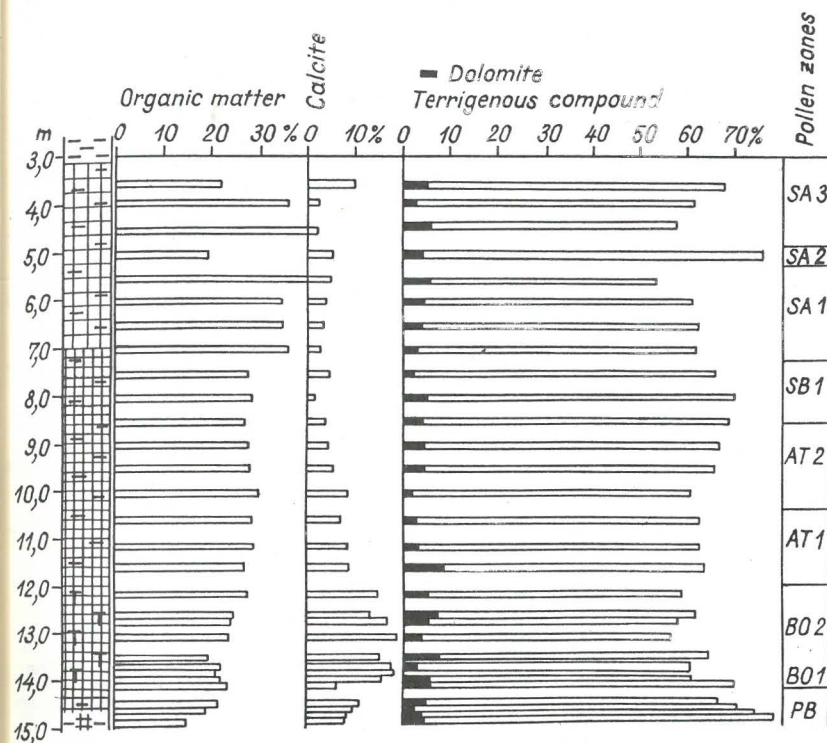 Pollen zones
Calcite
Dolomite
Organic matter
Terrigenous compound
m
0 10 20 30 %
0 10%
0 10 20 30 40 50 60 70%
3,0
4,0
5,0
6,0
7,0
8,0
9,0
10,0
11,0
12,0
13,0
14,0
15,0
SA 3
SA 2
SA 1
SB 1
AT 2
AT 1
BO 2
BO 1
PB